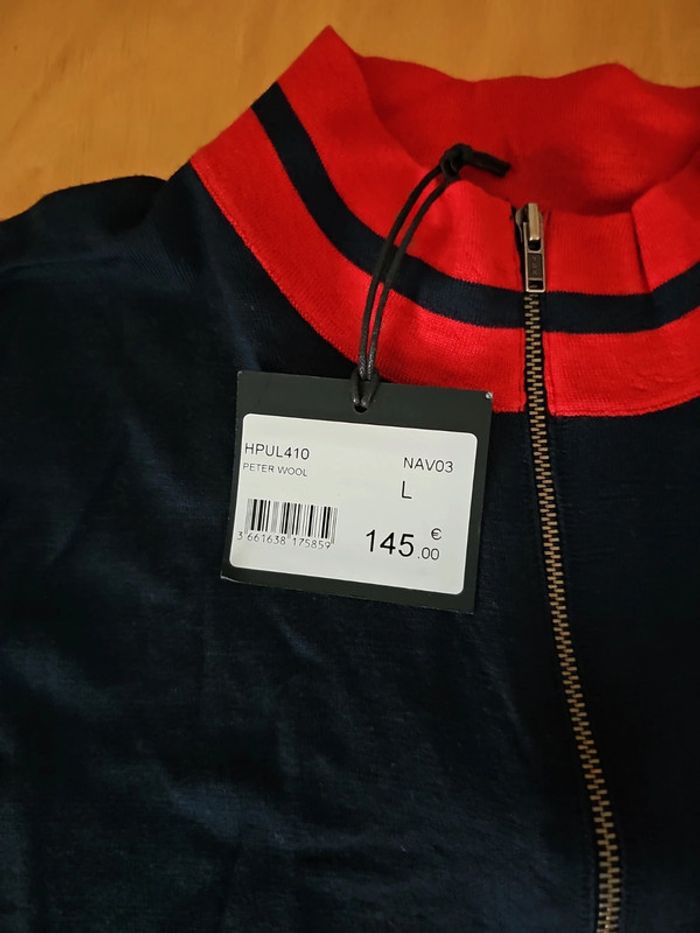 HPUL410
NAV03
PETER WOOL
L
3 661638 175859
145.00 €